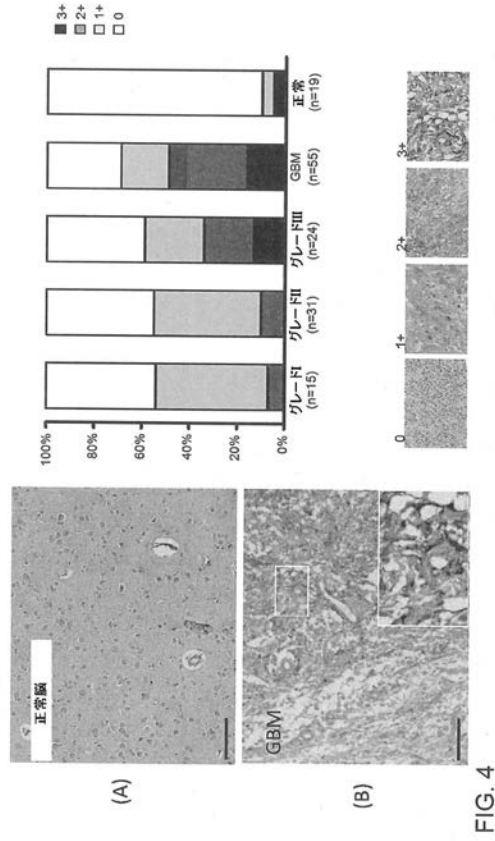 (A)
正常脳
(B)
GBM
100%
80%
60%
40%
20%
0%
グレードI
(n=15)
グレードII
(n=31)
グレードIII
(n=24)
GBM
(n=55)
正常
(n=19)
3+
2+
1+
0
0
1+
2+
3+
FIG. 4